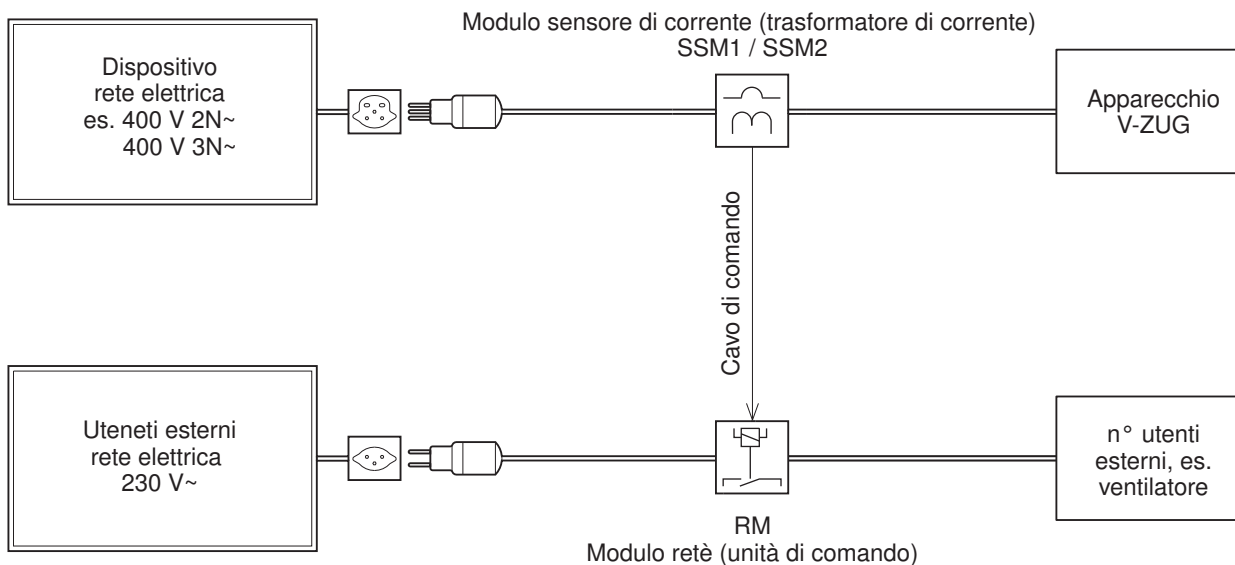 Modulo sensore di corrente (trasformatore di corrente)
SSM1 / SSM2
Dispositivo
rete elettrica
es. 400 V 2N~
400 V 3N~
Apparecchio
V-ZUG
Cavo di comando
Uteneti esterni
rete elettrica
230 V~
n° utenti
esterni, es.
ventilatore
RM
Modulo retè (unità di comando)